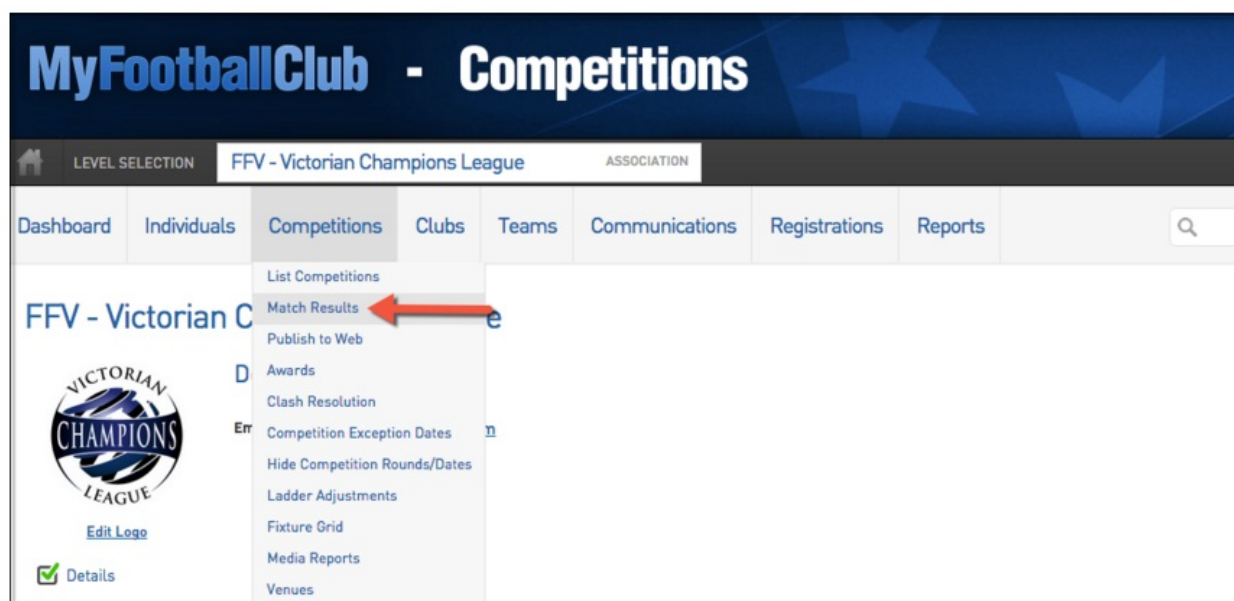 MyFootballClub - Competitions
LEVEL SELECTION FFV - Victorian Champions League ASSOCIATION
Dashboard Individuals Competitions Clubs Teams Communications Registrations Reports
List Competitions
Match Results
FFV - Victorian C e
Publish to Web
Awards
D
Clash Resolution
Em
Competition Exception Dates
m
Hide Competition Rounds/Dates
Ladder Adjustments
Fixture Grid
Media Reports
Venues
VICTORIAN
CHAMPIONS
LEAGUE
Edit Logo
Details